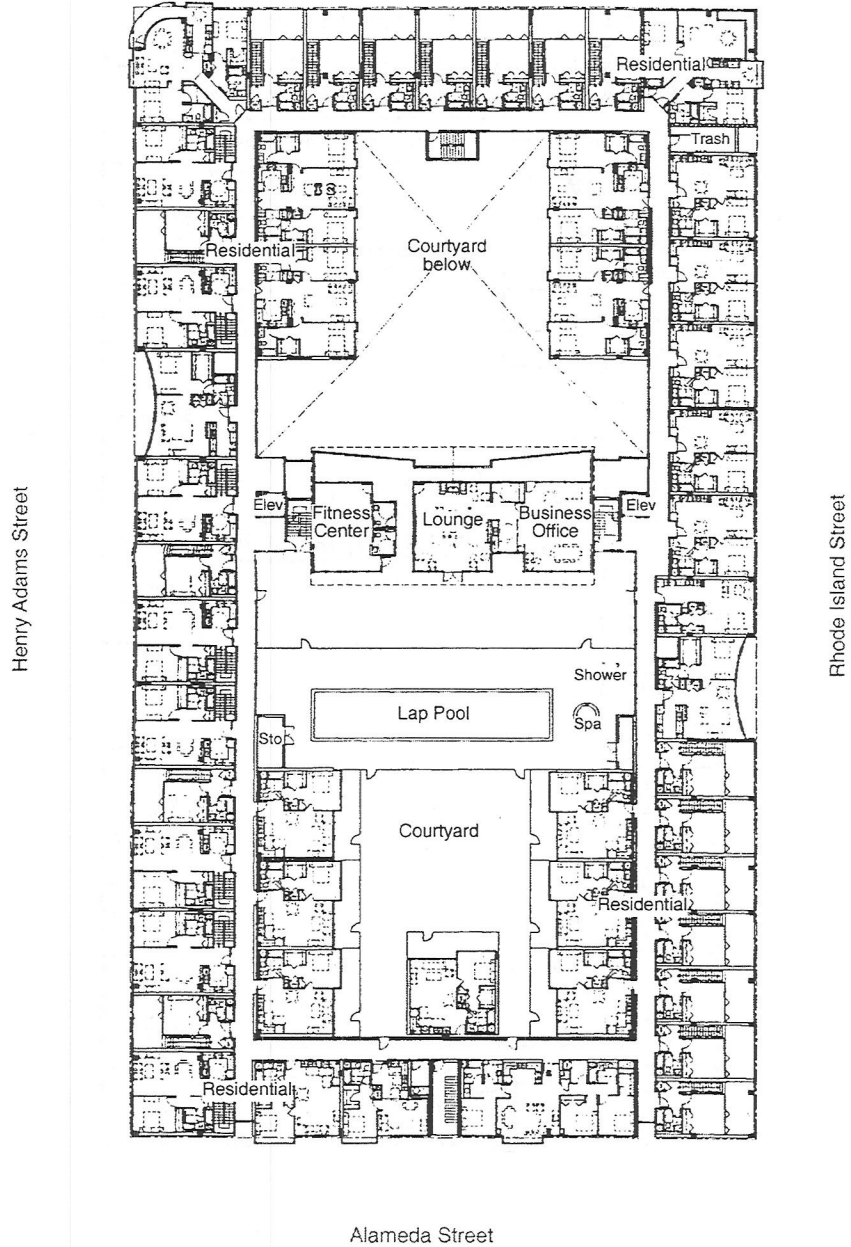 Residential
Trash
Residential
Courtyard
below
Elev
Fitness
Center
Lounge
Business
Office
Elev
Henry Adams Street
Rhode Island Street
Shower
Lap Pool
Spa
Sto
Courtyard
Residential
Residential
Alameda Street